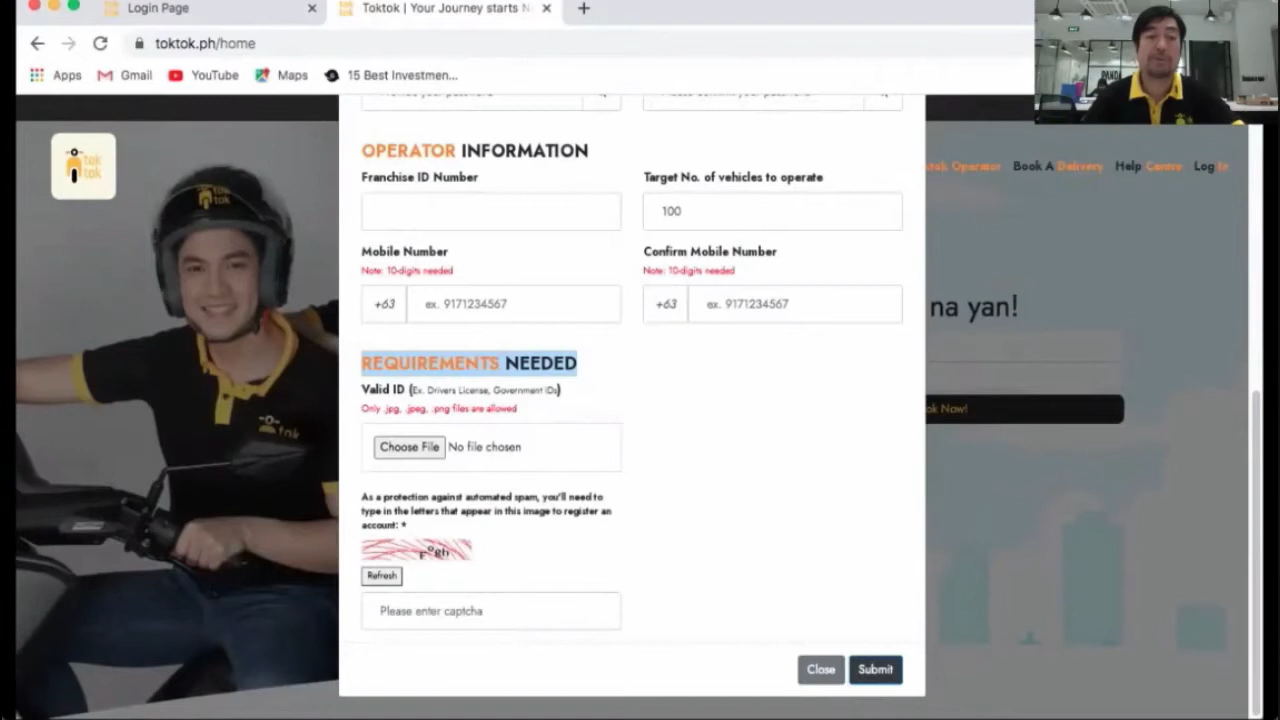 Login Page
Toktok | Your Journey starts N
toktok.ph/home
Apps
Gmail
YouTube
Maps
15 Best Investmen...
tok
tok
OPERATOR INFORMATION
Franchise ID Number
Target No. of vehicles to operate
100
Mobile Number
Confirm Mobile Number
Note: 10-digits needed
Note: 10-digits needed
+63
ex. 9171234567
+63
ex. 9171234567
REQUIREMENTS NEEDED
Valid ID (Ex. Drivers License, Government IDs)
Only .jpg, .jpeg, .png files are allowed
Choose File No file chosen
As a protection against automated spam, you'll need to
type in the letters that appear in this image to register an
account: *
Refresh
Please enter captcha
Close
Submit
Operator
Book A Delivery
Help Centre
Log In
na yan!
Now!